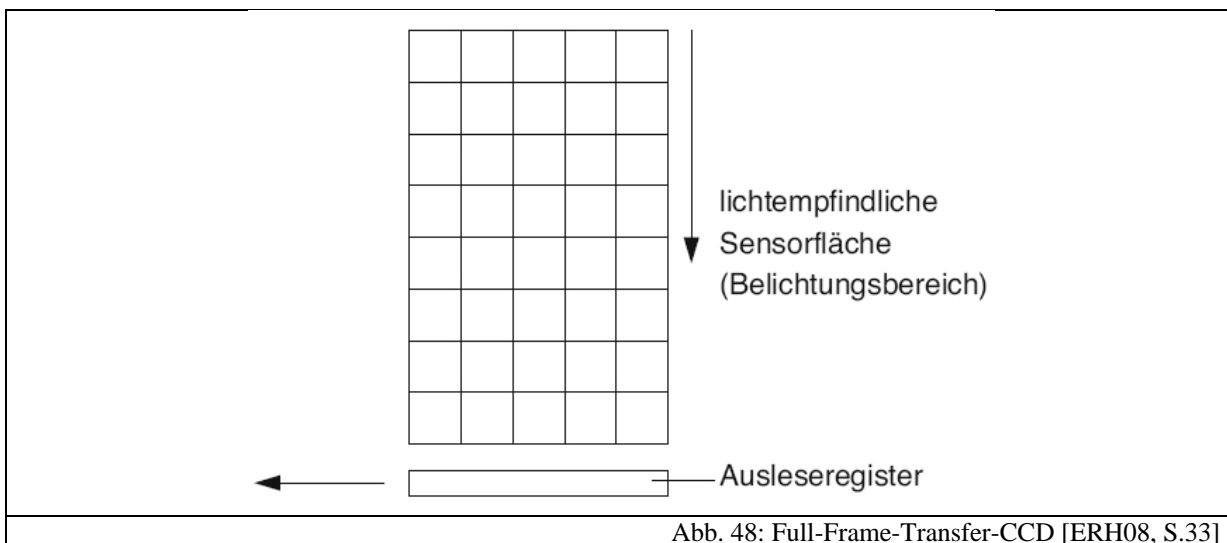 lichtempfindliche
Sensorfläche
(Belichtungsbereich)
Ausleseregister
Abb. 48: Full-Frame-Transfer-CCD [ERH08, S.33]